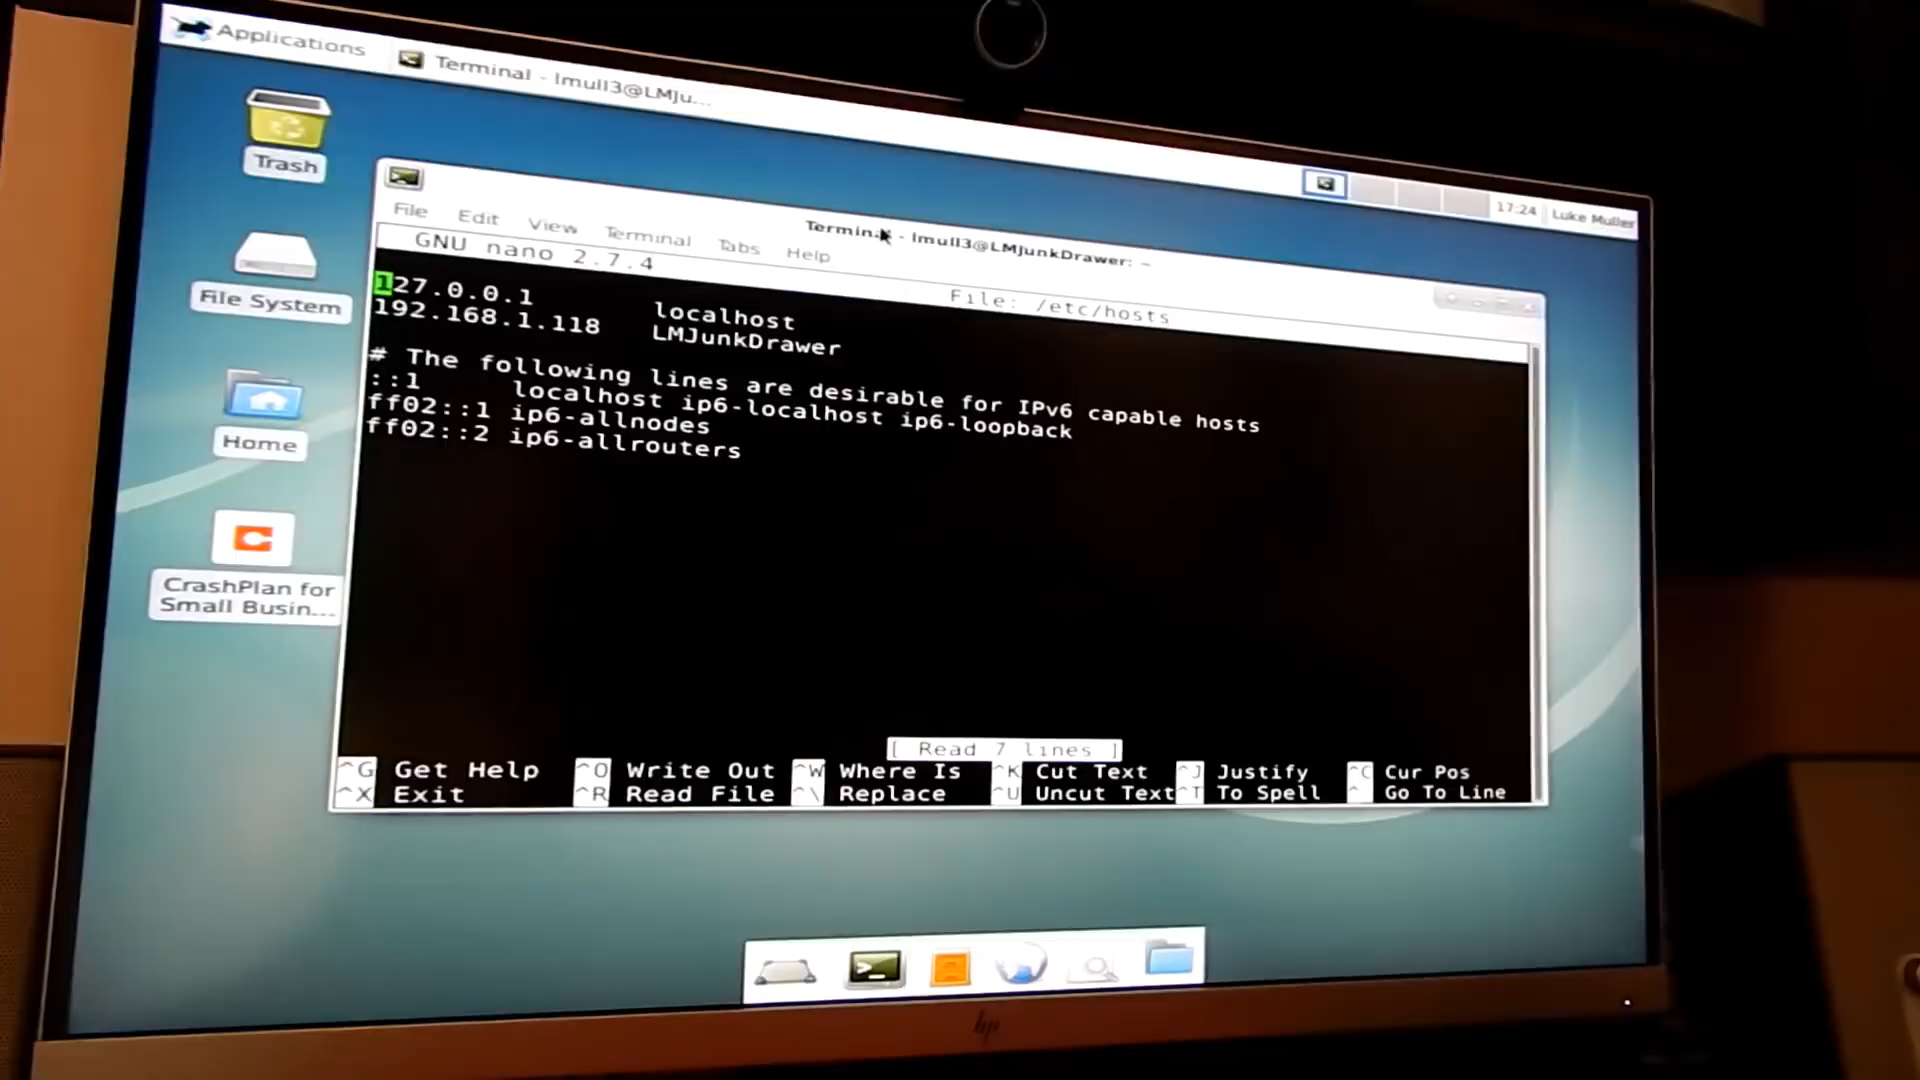 Applications
Terminal - lmull3@LMJu...
17:24 Luke Muller
Trash
File System
Home
CrashPlan for
Small Busin...
Terminal - lmull3@LMJunkDrawer: ~
File Edit View Terminal Tabs Help
GNU nano 2.7.4 File: /etc/hosts
127.0.0.1 localhost
192.168.1.118 LMJunkDrawer
# The following lines are desirable for IPv6 capable hosts
::1 localhost ip6-localhost ip6-loopback
ff02::1 ip6-allnodes
ff02::2 ip6-allrouters
[ Read 7 lines ]
^G Get Help ^O Write Out ^W Where Is ^K Cut Text ^J Justify ^C Cur Pos
^X Exit ^R Read File ^\ Replace ^U Uncut Text ^T To Spell ^_ Go To Line
hp